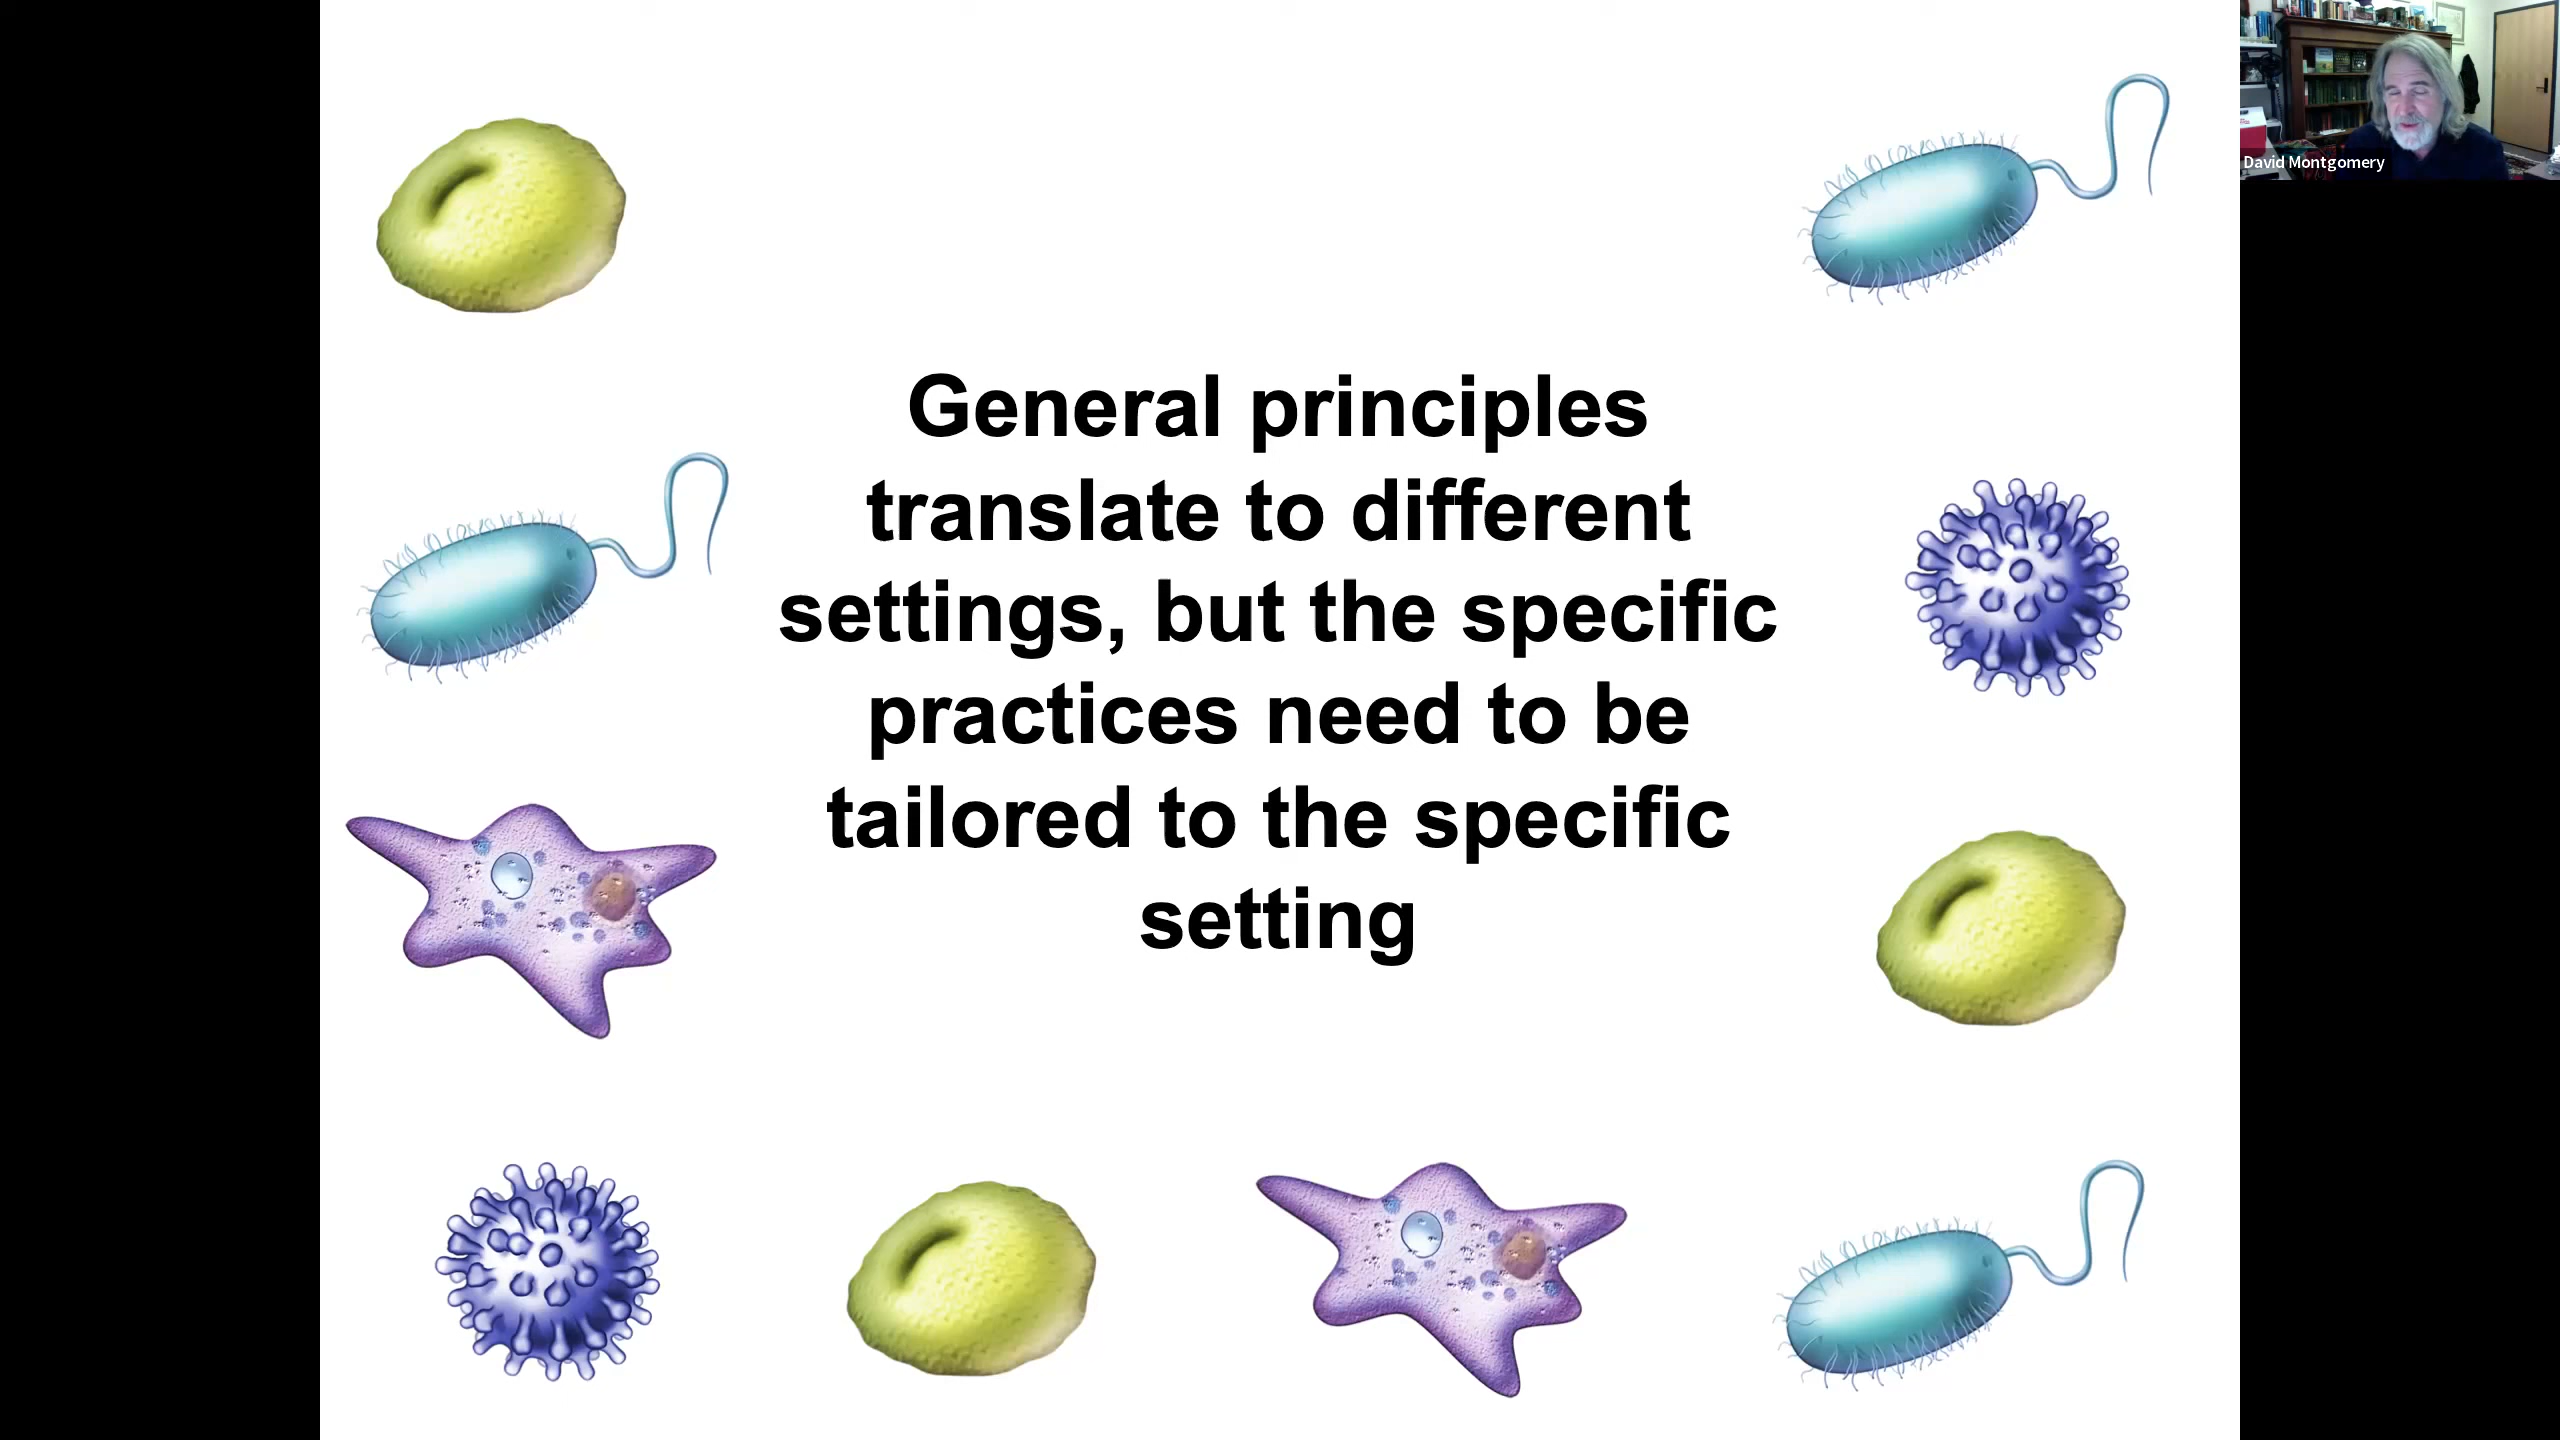 David Montgomery
General principles
translate to different
settings, but the specific
practices need to be
tailored to the specific
setting